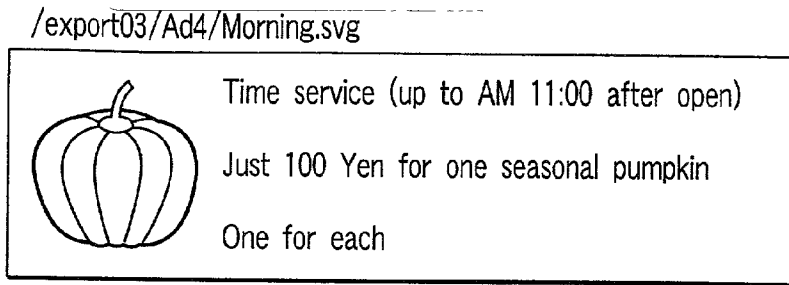 /export03/Ad4/Morning.svg
Time service (up to AM 11:00 after open)
Just 100 Yen for one seasonal pumpkin
One for each